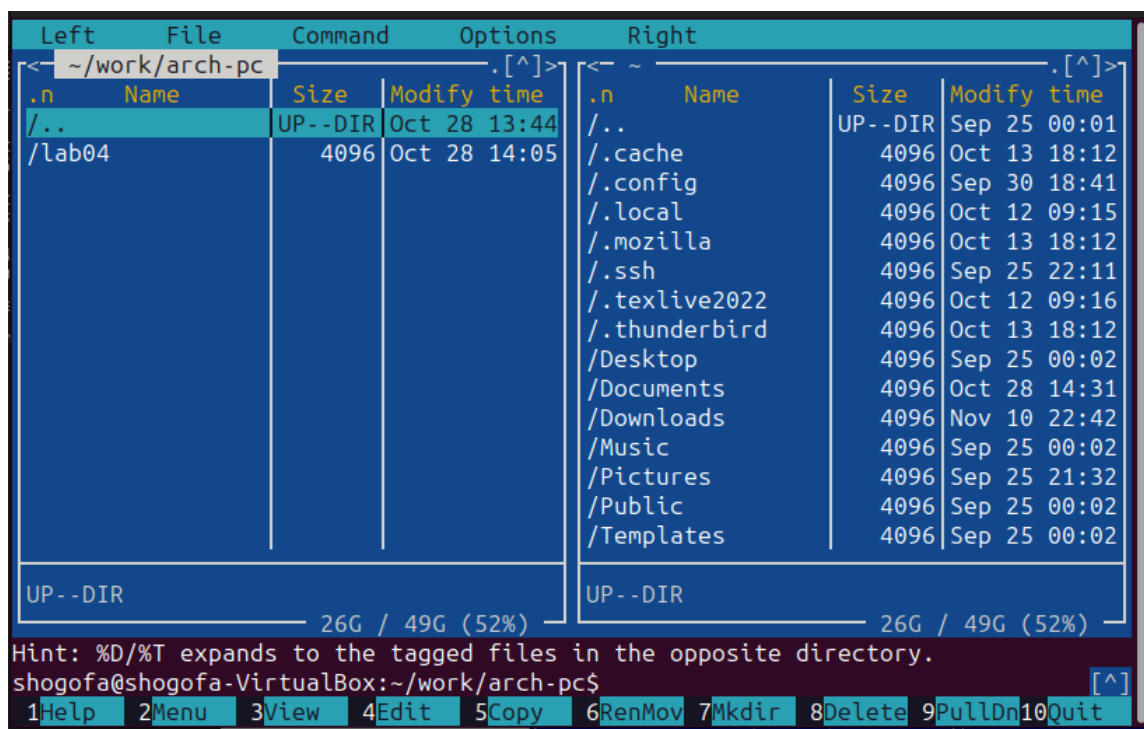 Left File Command Options Right
<- ~/work/arch-pc .[^]>
.n Name Size Modify time
/.. UP--DIR Oct 28 13:44
/lab04 4096 Oct 28 14:05
UP--DIR
26G / 49G (52%)
<- ~ .[^]>
.n Name Size Modify time
/.. UP--DIR Sep 25 00:01
/.cache 4096 Oct 13 18:12
/.config 4096 Sep 30 18:41
/.local 4096 Oct 12 09:15
/.mozilla 4096 Oct 13 18:12
/.ssh 4096 Sep 25 22:11
/.texlive2022 4096 Oct 12 09:16
/.thunderbird 4096 Oct 13 18:12
/Desktop 4096 Sep 25 00:02
/Documents 4096 Oct 28 14:31
/Downloads 4096 Nov 10 22:42
/Music 4096 Sep 25 00:02
/Pictures 4096 Sep 25 21:32
/Public 4096 Sep 25 00:02
/Templates 4096 Sep 25 00:02
UP--DIR
26G / 49G (52%)
Hint: %D/%T expands to the tagged files in the opposite directory.
shogofa@shogofa-VirtualBox:~/work/arch-pc$ [^]
1Help 2Menu 3View 4Edit 5Copy 6RenMov 7Mkdir 8Delete 9PullDn 10Quit